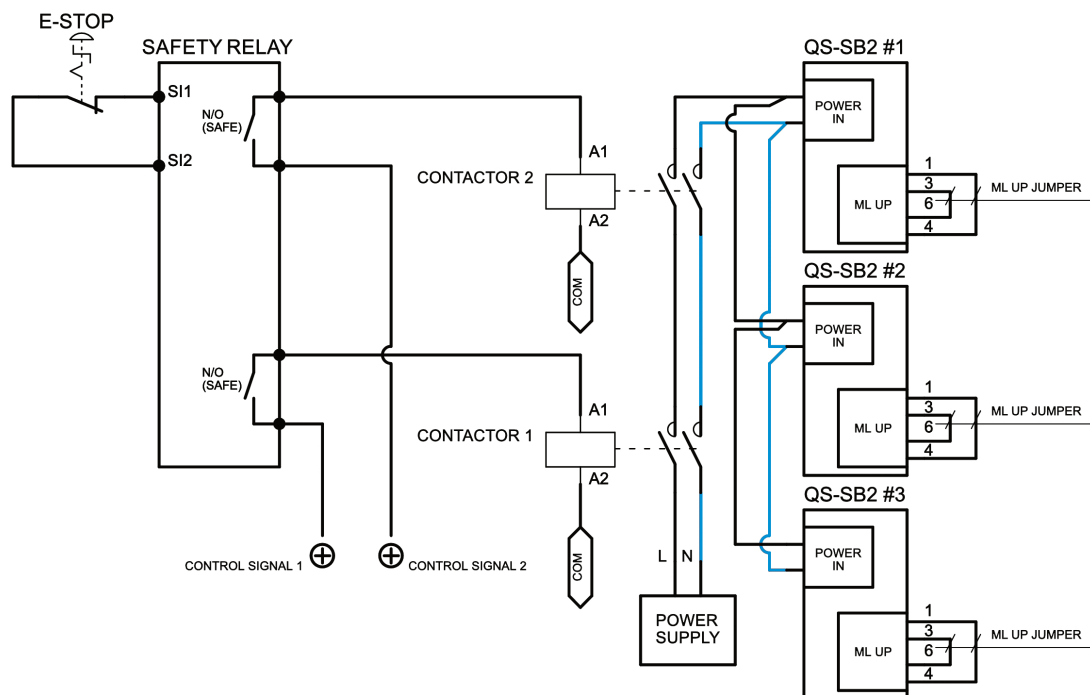 E-STOP
SAFETY RELAY
SI1
SI2
N/O
(SAFE)
N/O
(SAFE)
CONTROL SIGNAL 1
CONTROL SIGNAL 2
CONTACTOR 2
A1
A2
COM
CONTACTOR 1
A1
A2
COM
L N
POWER
SUPPLY
QS-SB2 #1
POWER
IN
ML UP
1
3
6
4
ML UP JUMPER
QS-SB2 #2
POWER
IN
ML UP
1
3
6
4
ML UP JUMPER
QS-SB2 #3
POWER
IN
ML UP
1
3
6
4
ML UP JUMPER